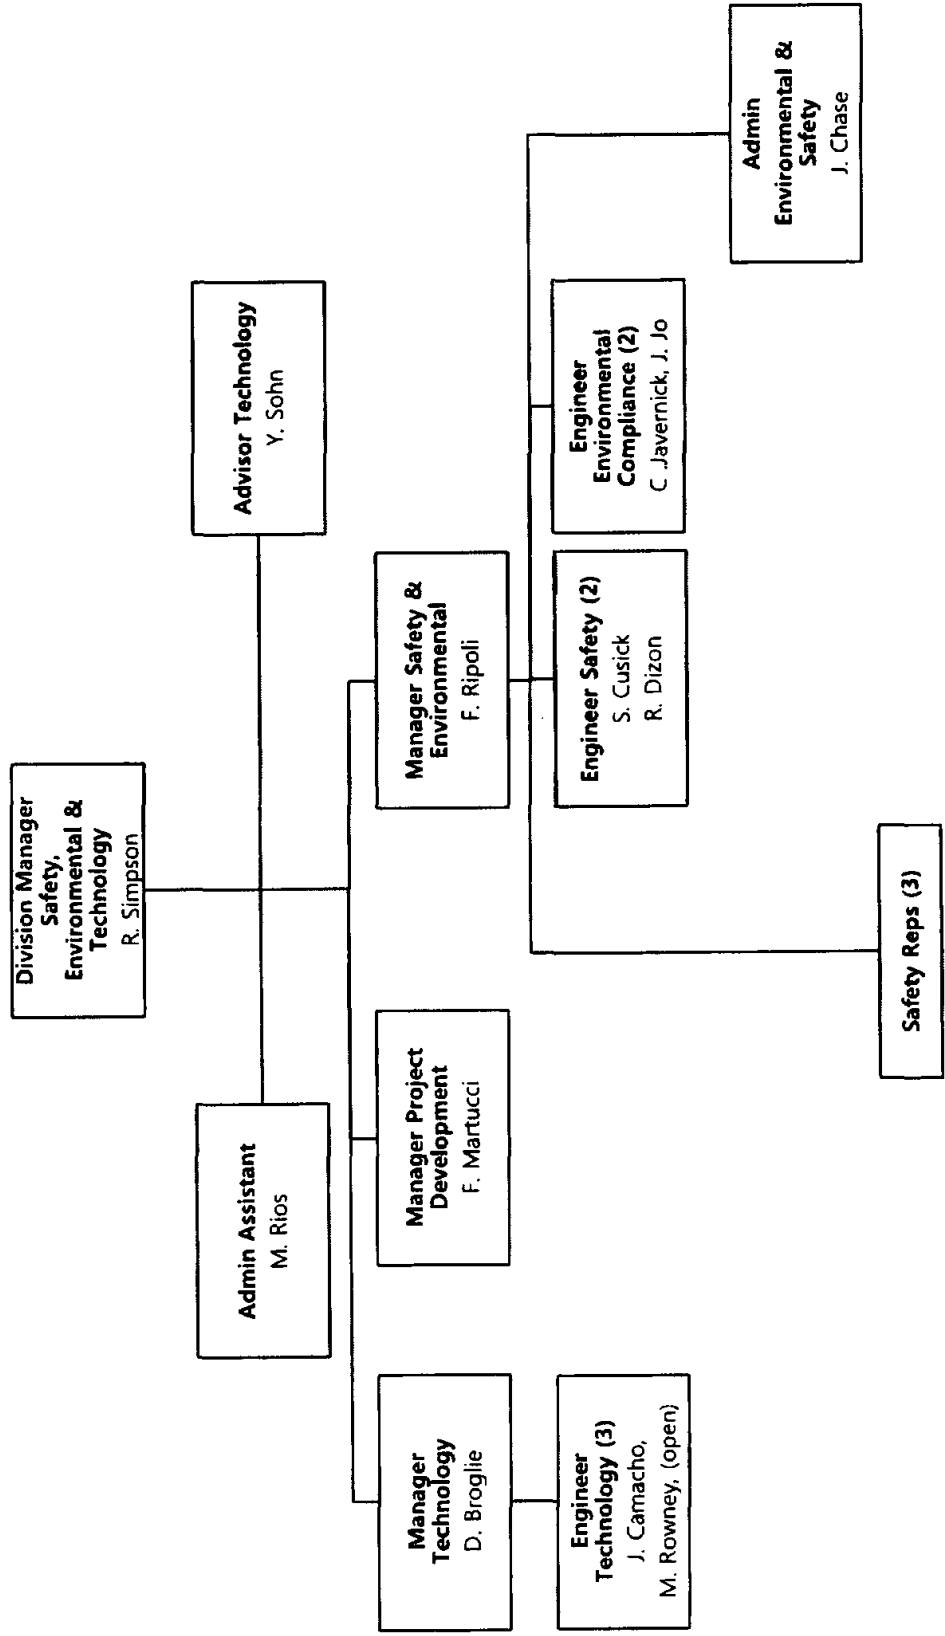 Division Manager
Safety,
Environmental &
Technology
R. Simpson
Admin Assistant
M. Rios
Advisor Technology
Y. Sohn
Manager
Technology
D. Broglie
Manager Project
Development
F. Martucci
Manager Safety &
Environmental
F. Ripoli
Engineer
Technology (3)
J. Camacho,
M. Rowney, (open)
Engineer Safety (2)
S. Cusick
R. Dizon
Engineer
Environmental
Compliance (2)
C .Javernick, J. Jo
Safety Reps (3)
Admin
Environmental &
Safety
J. Chase